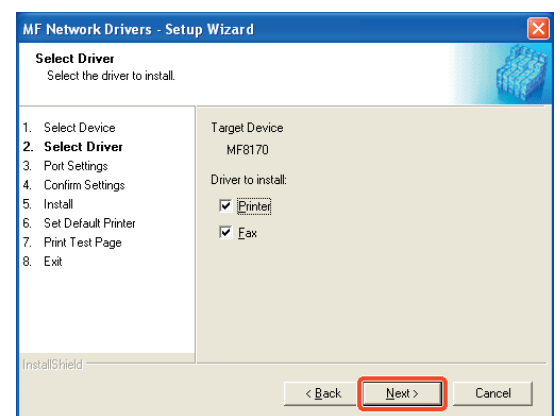 MF Network Drivers - Setup Wizard
Select Driver
Select the driver to install.
1. Select Device
2. Select Driver
3. Port Settings
4. Confirm Settings
5. Install
6. Set Default Printer
7. Print Test Page
8. Exit
Target Device
MF8170
Driver to install:
Printer
Fax
InstallShield
< Back
Next >
Cancel